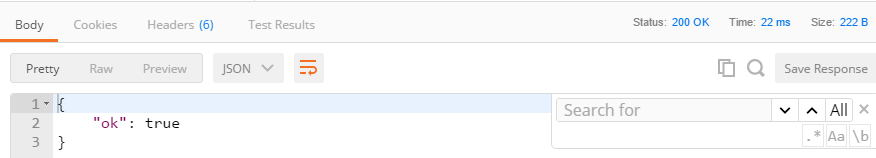 Body Cookies Headers (6) Test Results Status: 200 OK Time: 22 ms Size: 222 B
Pretty Raw Preview JSON Save Response
1 {
2 "ok": true
3 }
Search for All
.* Aa \b